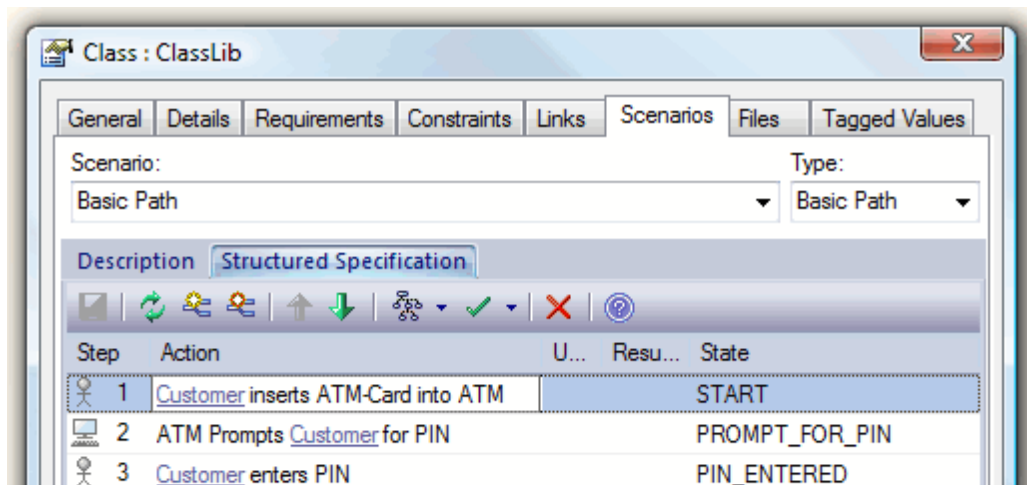 Class : ClassLib
General Details Requirements Constraints Links Scenarios Files Tagged Values
Scenario: Type:
Basic Path Basic Path
Description Structured Specification
Step Action U... Resu... State
1 Customer inserts ATM-Card into ATM START
2 ATM Prompts Customer for PIN PROMPT_FOR_PIN
3 Customer enters PIN PIN_ENTERED